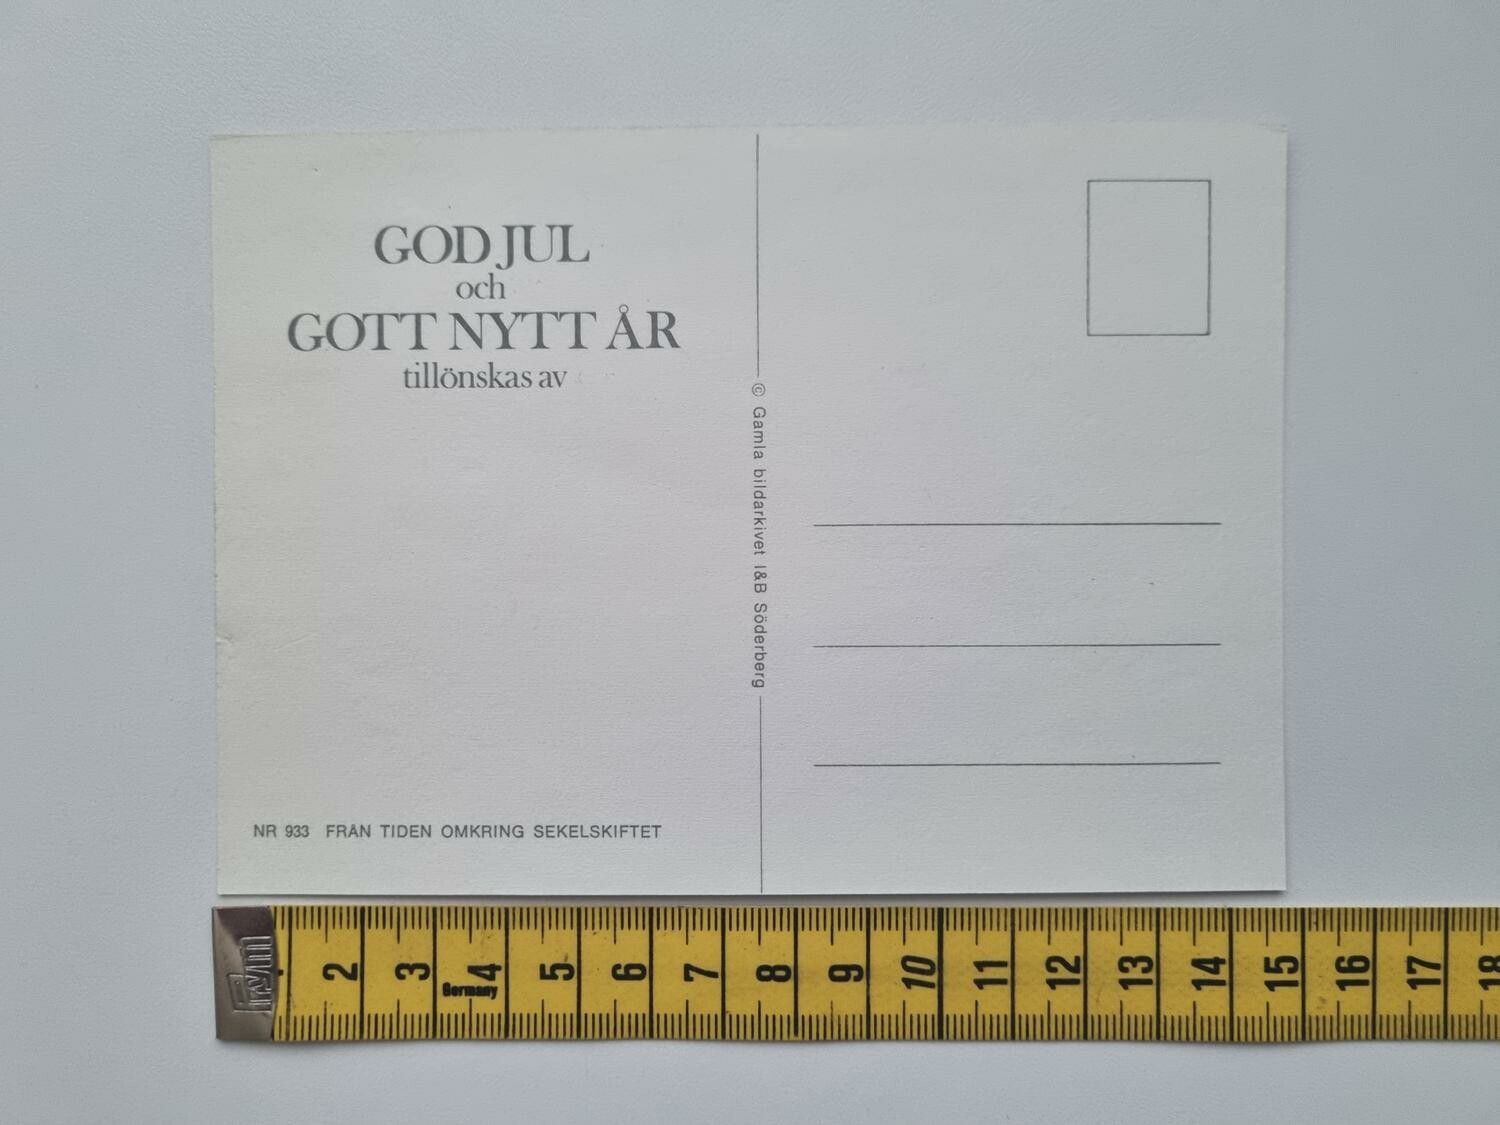 GOD JUL
och
GOTT NYTT ÅR
tillönskas av
NR 933 FRÅN TIDEN OMKRING SEKELSKIFTET
© Gamla bildarkivet I&B Söderberg
Prym
2 3 4 5 6 7 8 9 10 11 12 13 14 15 16 17 18
Germany